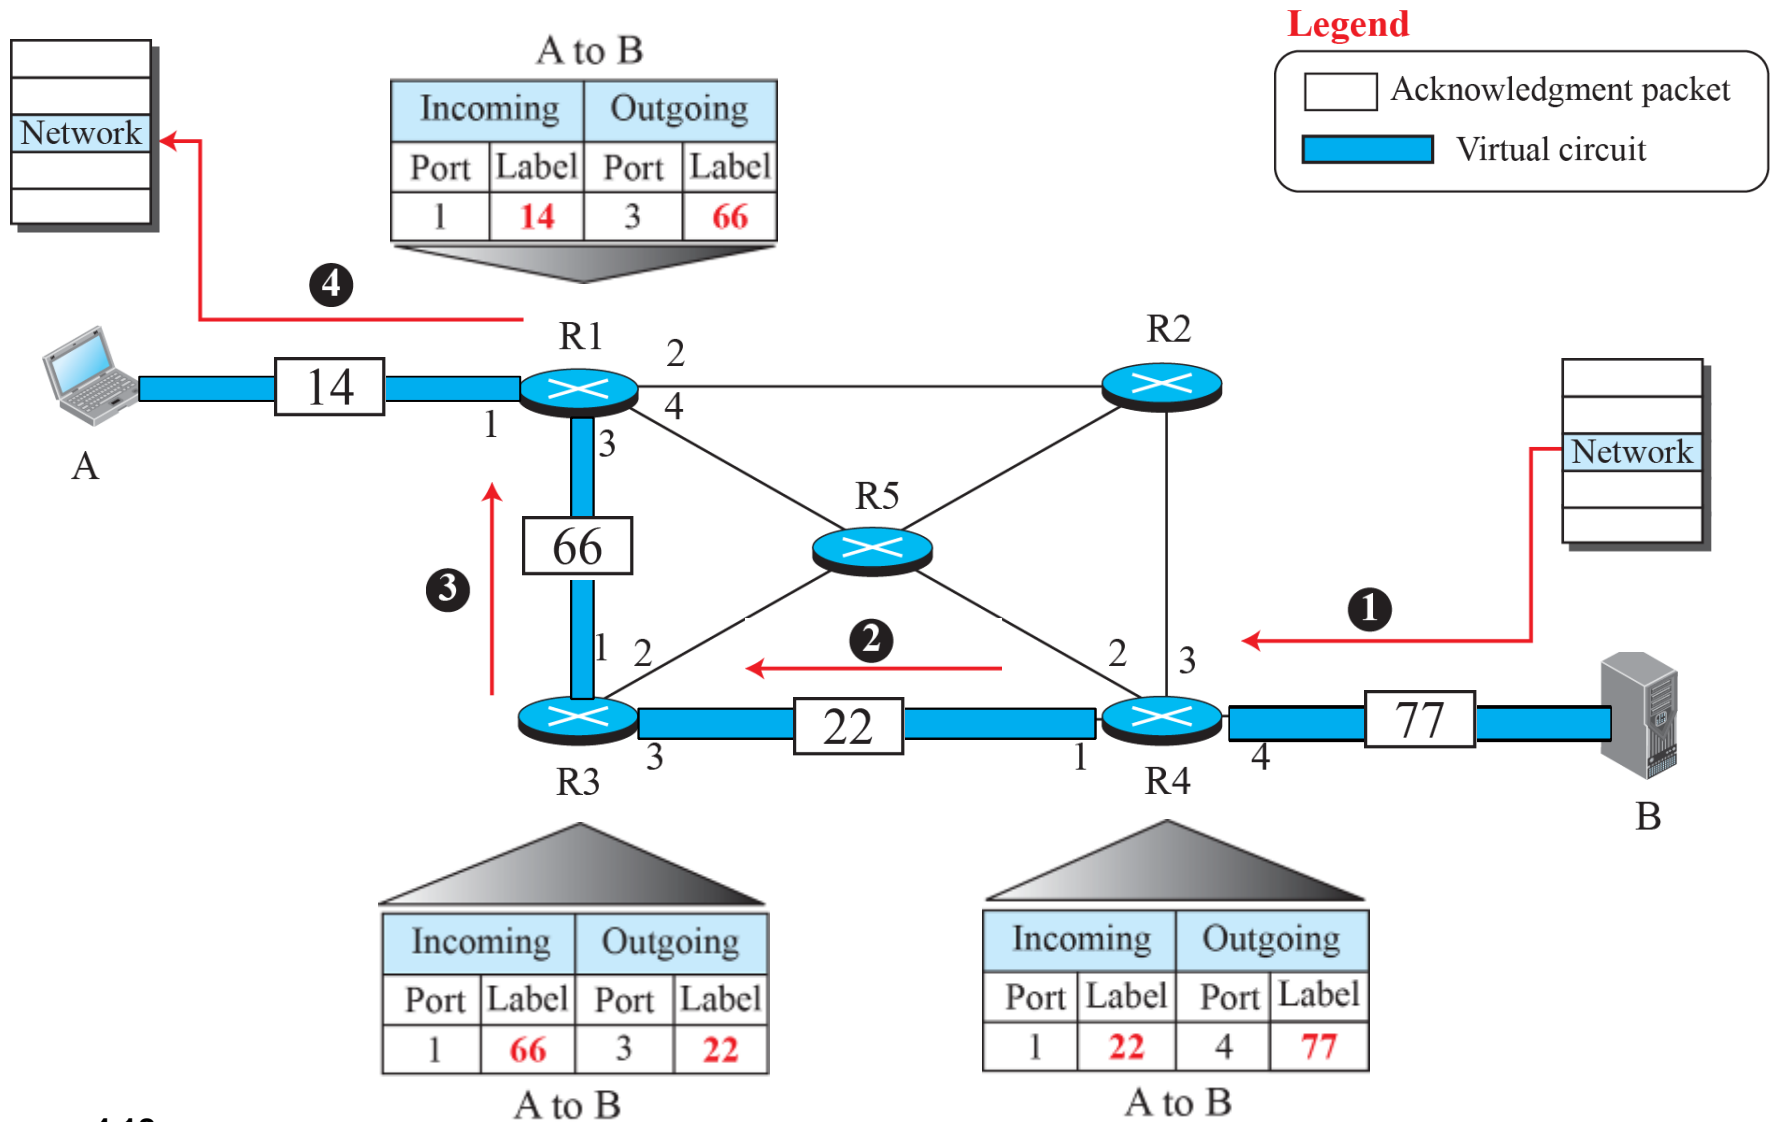 Legend
Acknowledgment packet
Virtual circuit
Network
A to B
Incoming Outgoing
Port Label Port Label
1 14 3 66
4
R1
2
R2
14
1
4
3
A
Network
R5
66
3
1
2
2
1
2
3
22
77
3
1
4
R3
R4
B
Incoming Outgoing
Port Label Port Label
1 66 3 22
A to B
Incoming Outgoing
Port Label Port Label
1 22 4 77
A to B